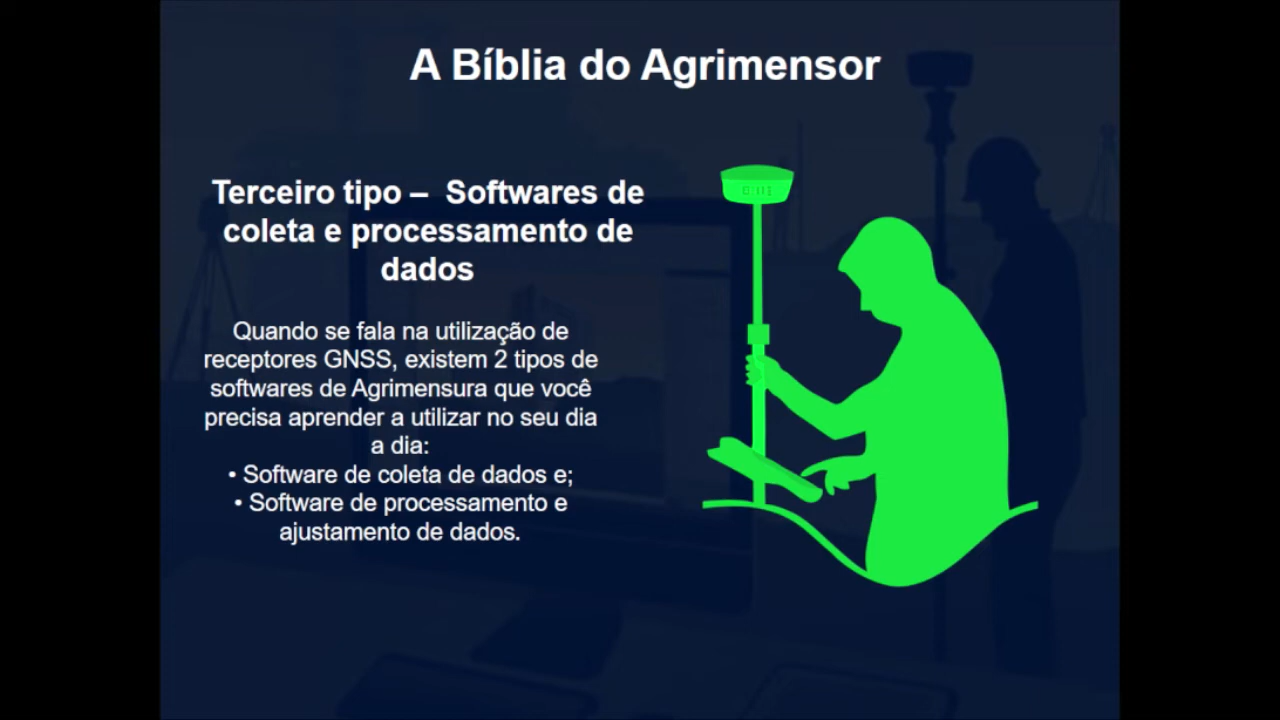 A Bíblia do Agrimensor
Terceiro tipo –  Softwares de
coleta e processamento de
dados
Quando se fala na utilização de
receptores GNSS, existem 2 tipos de
softwares de Agrimensura que você
precisa aprender a utilizar no seu dia
a dia:
• Software de coleta de dados e;
• Software de processamento e
ajustamento de dados.